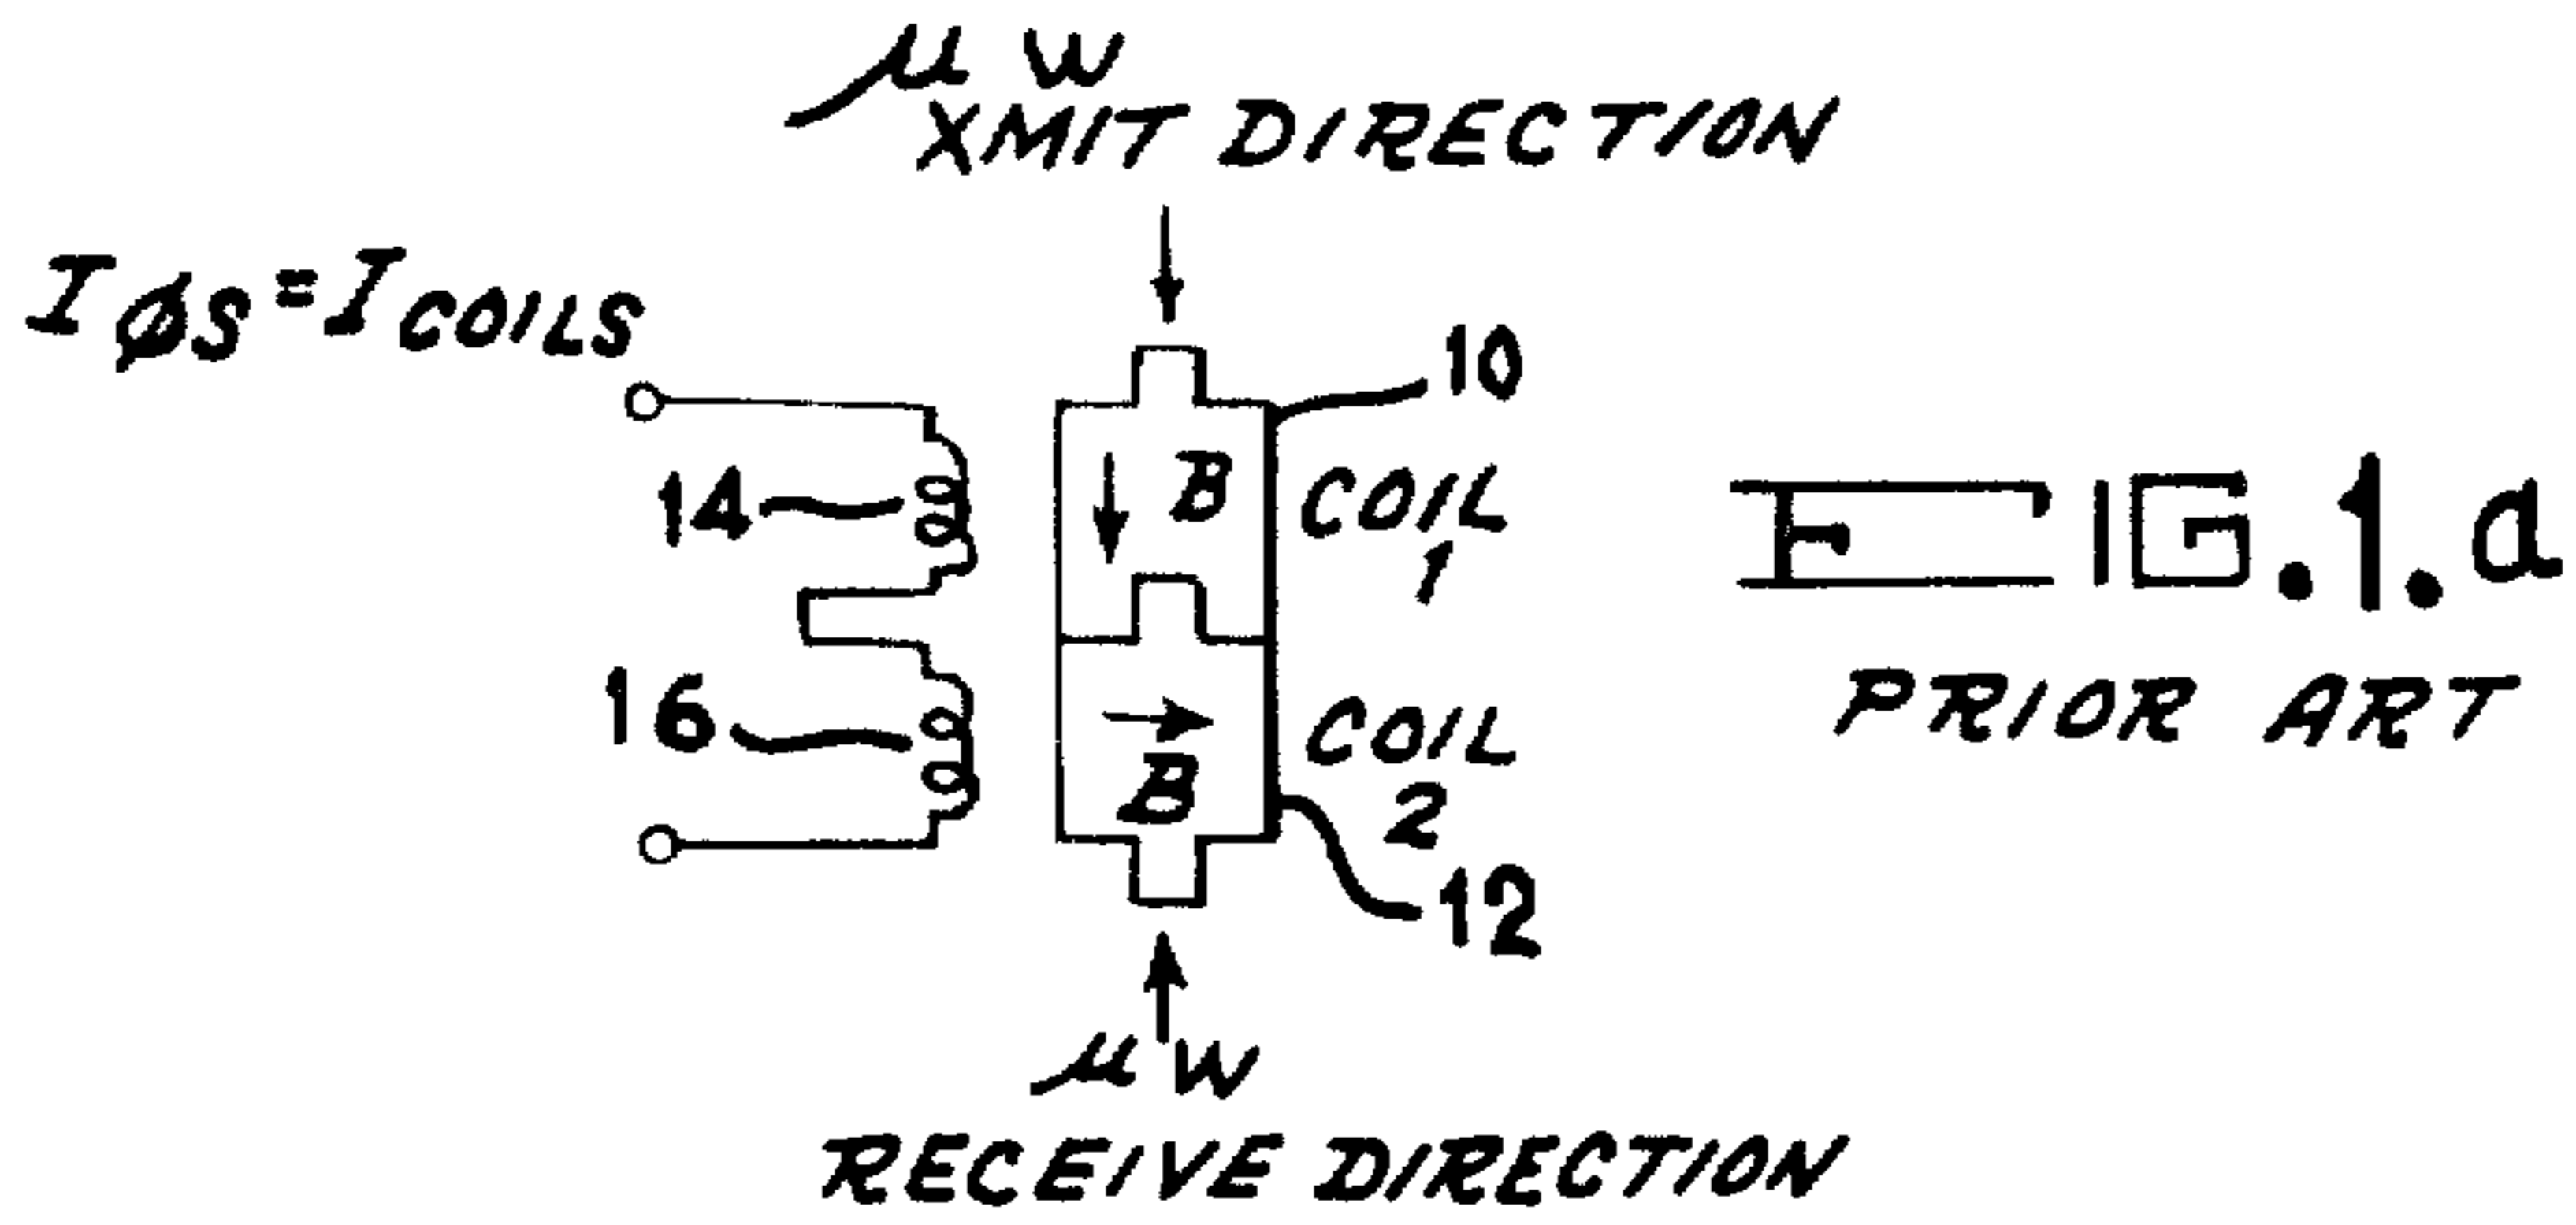 μW
XMIT DIRECTION
IØS=ICOILS
10
14
B
COIL
1
FIG.1.a
PRIOR ART
16
B
COIL
2
12
μW
RECEIVE DIRECTION